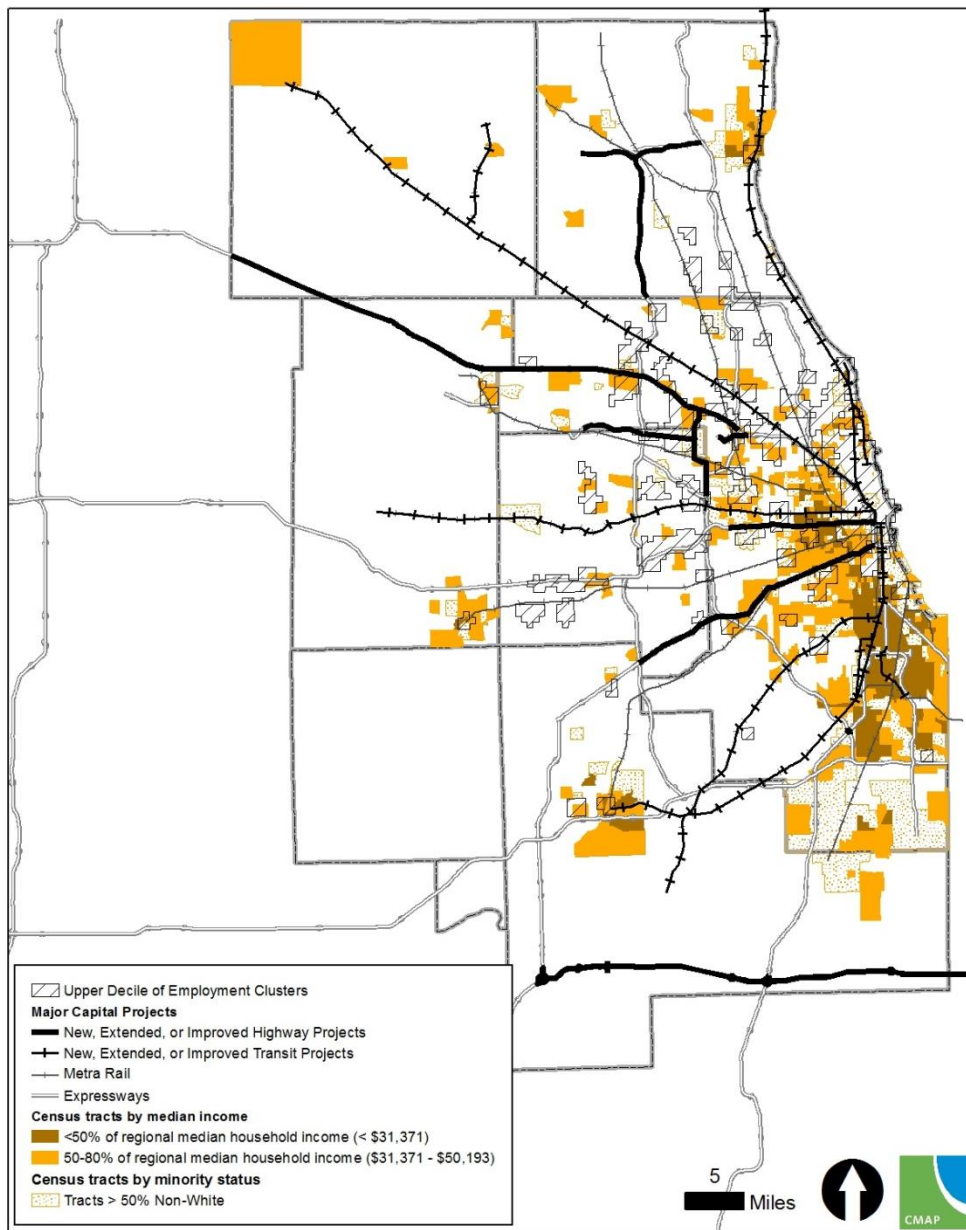 Upper Decile of Employment Clusters
Major Capital Projects
New, Extended, or Improved Highway Projects
New, Extended, or Improved Transit Projects
Metra Rail
Expressways
Census tracts by median income
<50% of regional median household income (< $31,371)
50-80% of regional median household income ($31,371 - $50,193)
Census tracts by minority status
Tracts > 50% Non-White
5
Miles
CMAP